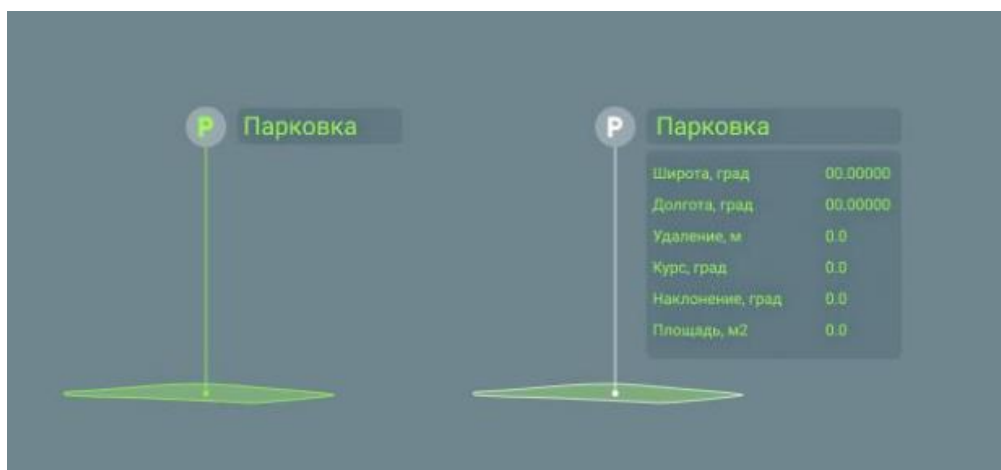 P Парковка
P Парковка
Широта, град 00.00000
Долгота, град 00.00000
Удаление, м 0.0
Курс, град 0.0
Наклонение, град 0.0
Площадь, м2 0.0